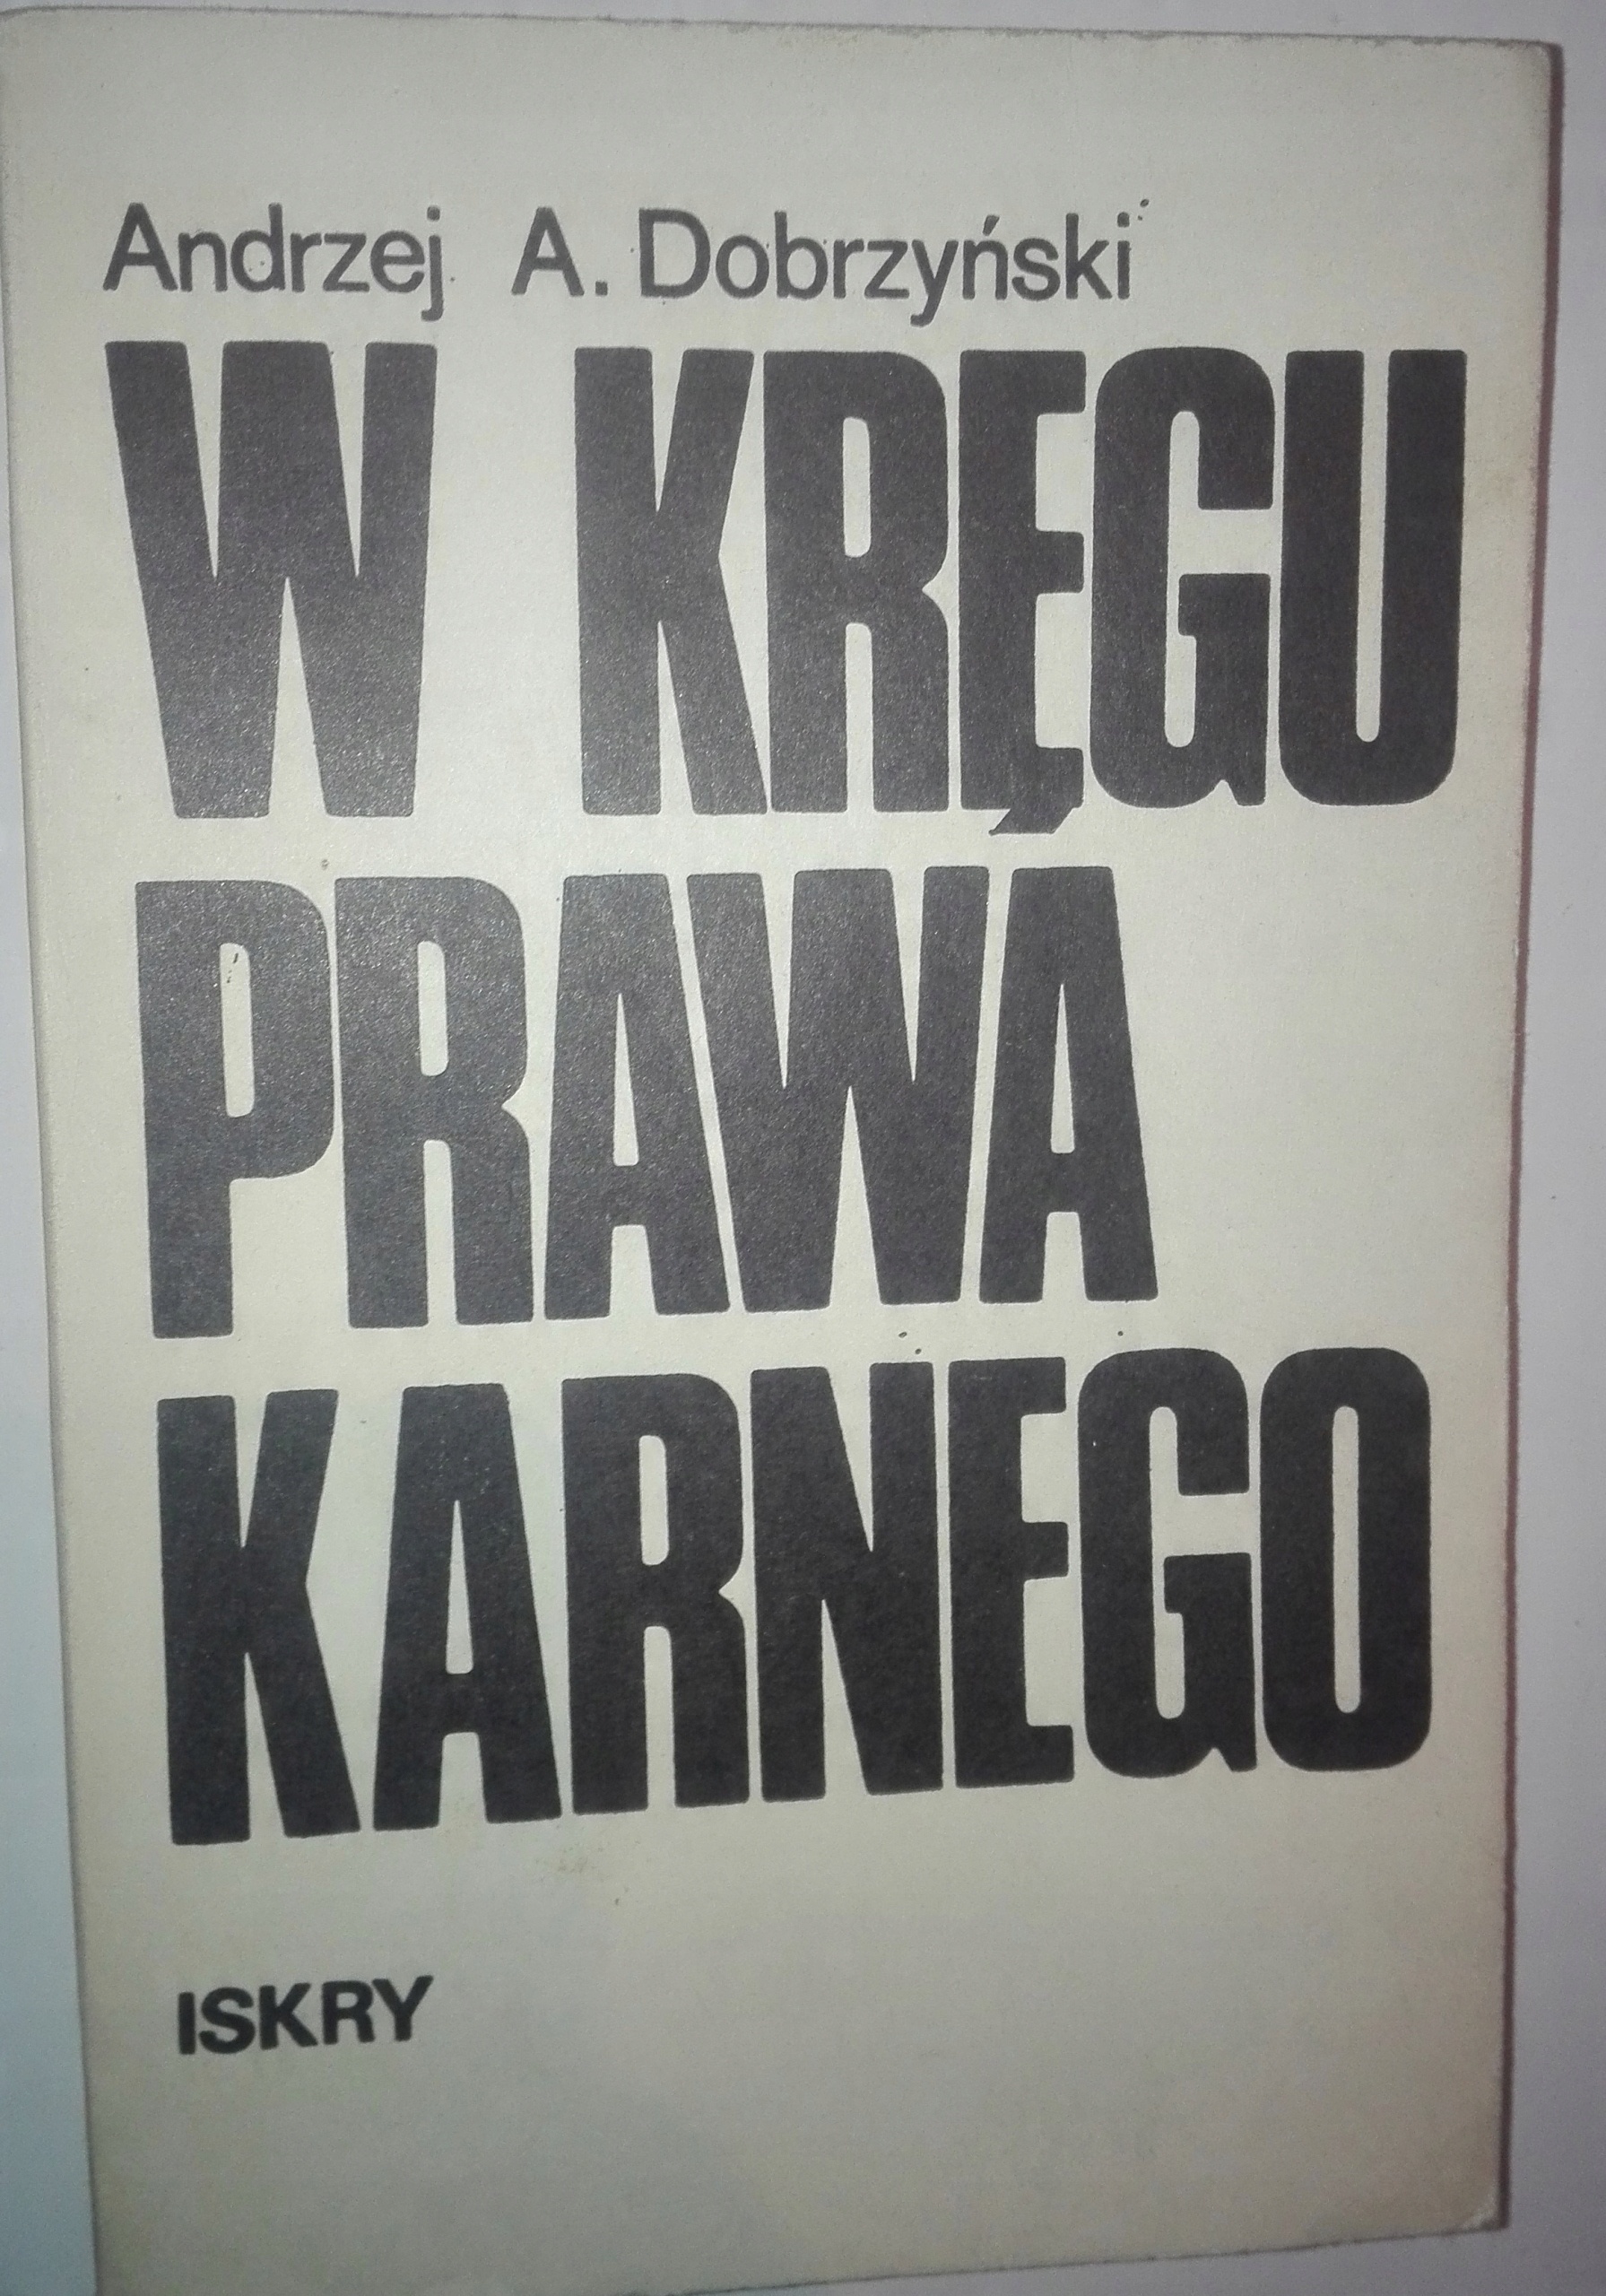 Andrzej A. Dobrzyński
W KRĘGU
PRAWA
KARNEGO
ISKRY